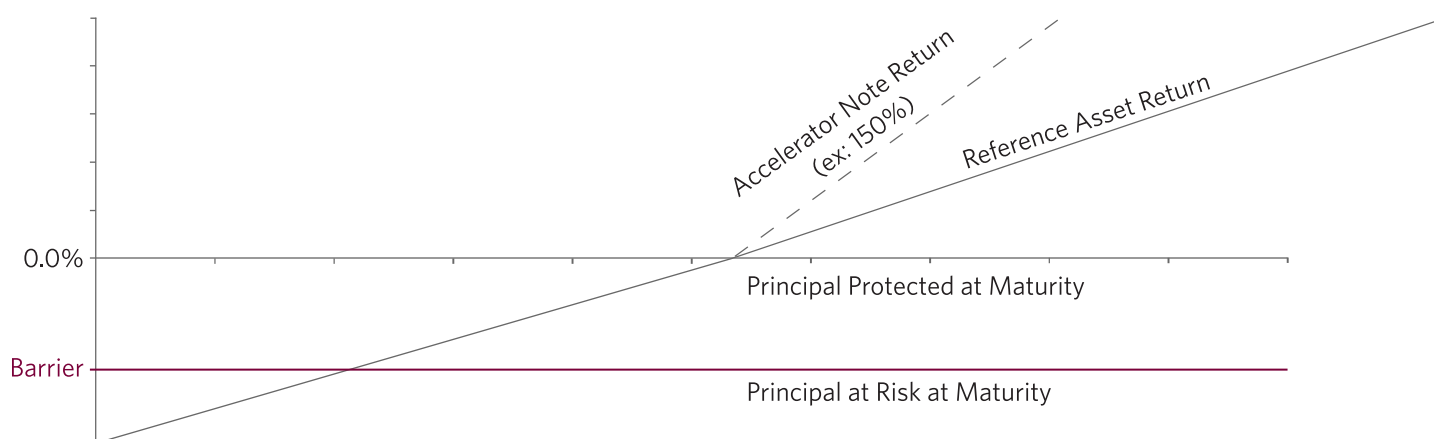 Accelerator Note Return
(ex: 150%)
Reference Asset Return
0.0%
Principal Protected at Maturity
Barrier
Principal at Risk at Maturity